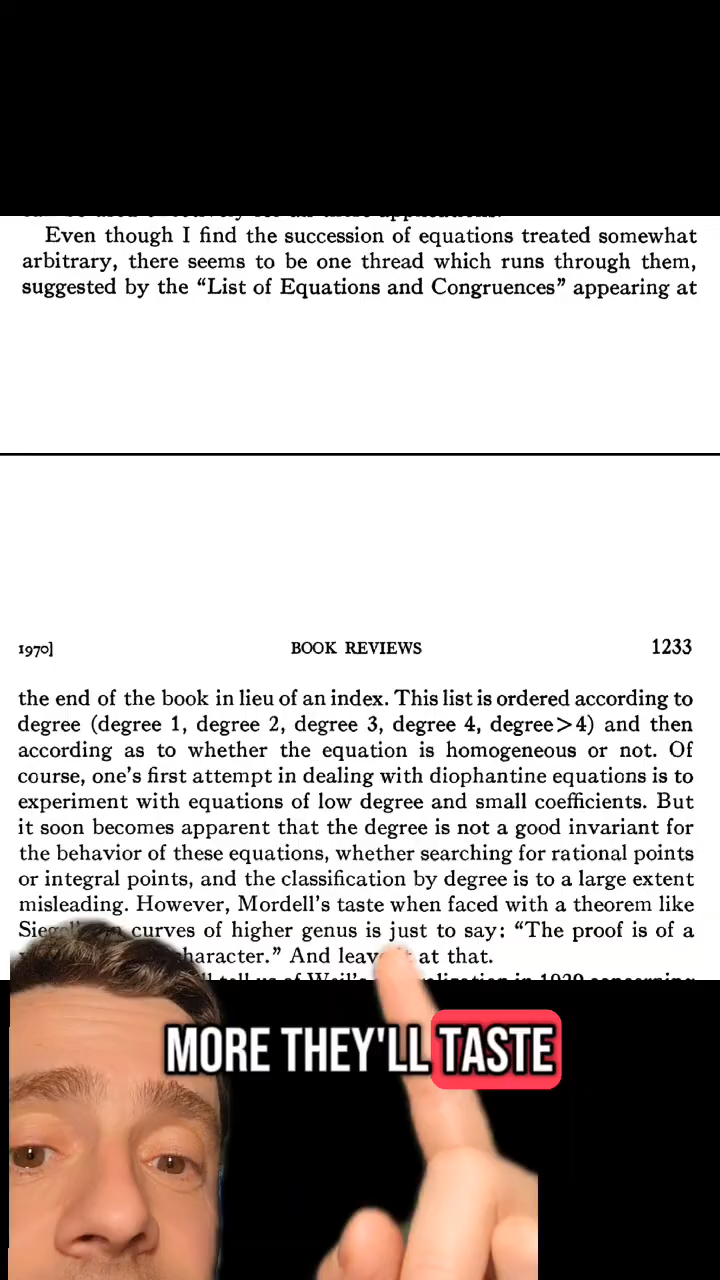 Even though I find the succession of equations treated somewhat
arbitrary, there seems to be one thread which runs through them,
suggested by the “List of Equations and Congruences” appearing at
1970] BOOK REVIEWS 1233
the end of the book in lieu of an index. This list is ordered according to
degree (degree 1, degree 2, degree 3, degree 4, degree>4) and then
according as to whether the equation is homogeneous or not. Of
course, one’s first attempt in dealing with diophantine equations is to
experiment with equations of low degree and small coefficients. But
it soon becomes apparent that the degree is not a good invariant for
the behavior of these equations, whether searching for rational points
or integral points, and the classification by degree is to a large extent
misleading. However, Mordell’s taste when faced with a theorem like
curves of higher genus is just to say: “The proof is of a
And at that.
MORE THEY'LL TASTE